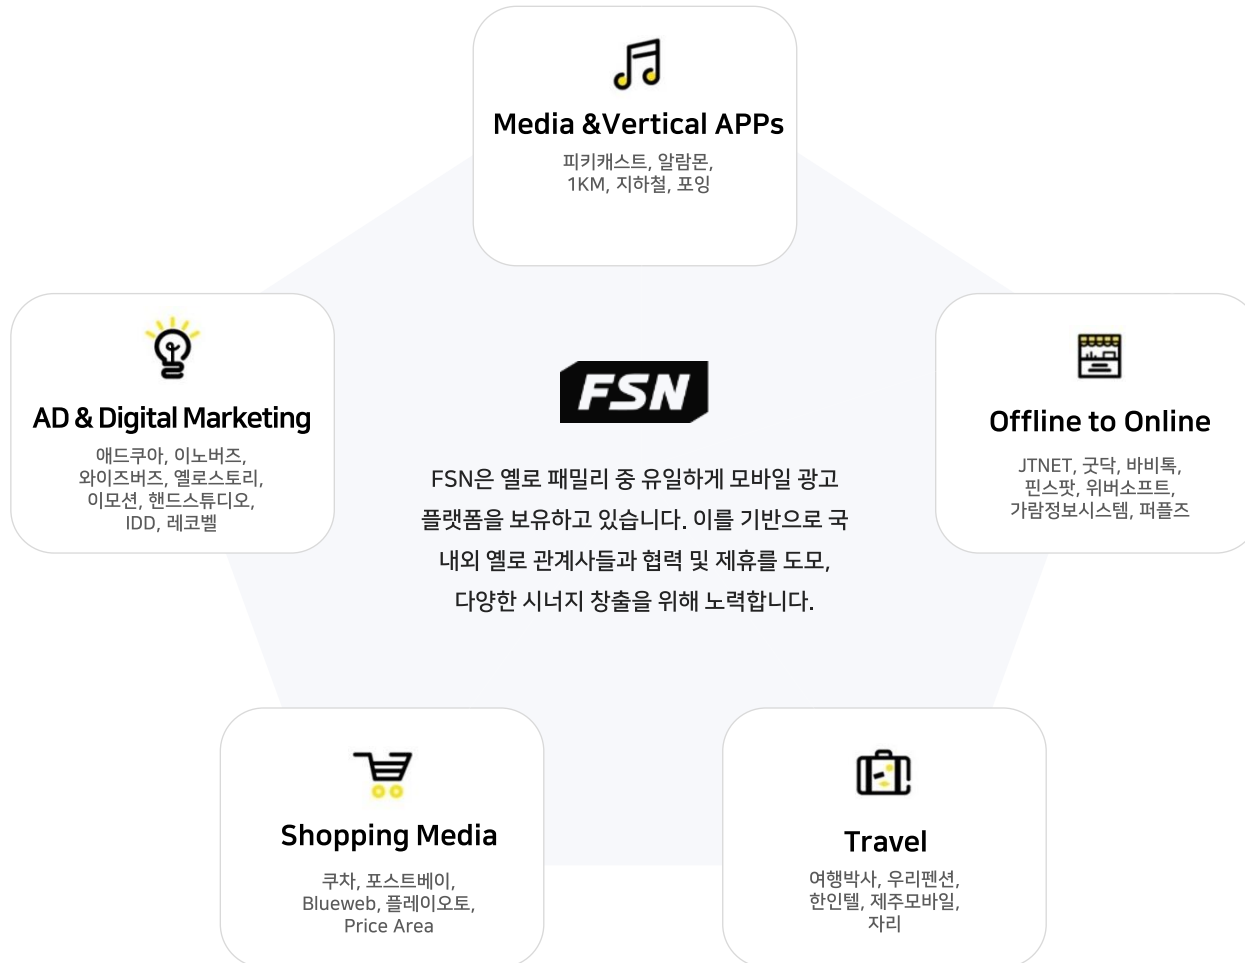 Media &Vertical APPs
피키캐스트, 알람몬,
1KM, 지하철, 포잉
AD & Digital Marketing
애드쿠아, 이노버즈,
와이즈버즈, 옐로스토리,
이모션, 핸드스튜디오,
IDD, 레코벨
FSN
FSN은 옐로 패밀리 중 유일하게 모바일 광고
플랫폼을 보유하고 있습니다. 이를 기반으로 국
내외 옐로 관계사들과 협력 및 제휴를 도모,
다양한 시너지 창출을 위해 노력합니다.
Offline to Online
JTNET, 굿닥, 바비톡,
핀스팟, 위버소프트,
가람정보시스템, 퍼플즈
Shopping Media
쿠차, 포스트베이,
Blueweb, 플레이오토,
Price Area
Travel
여행박사, 우리펜션,
한인텔, 제주모바일,
자리